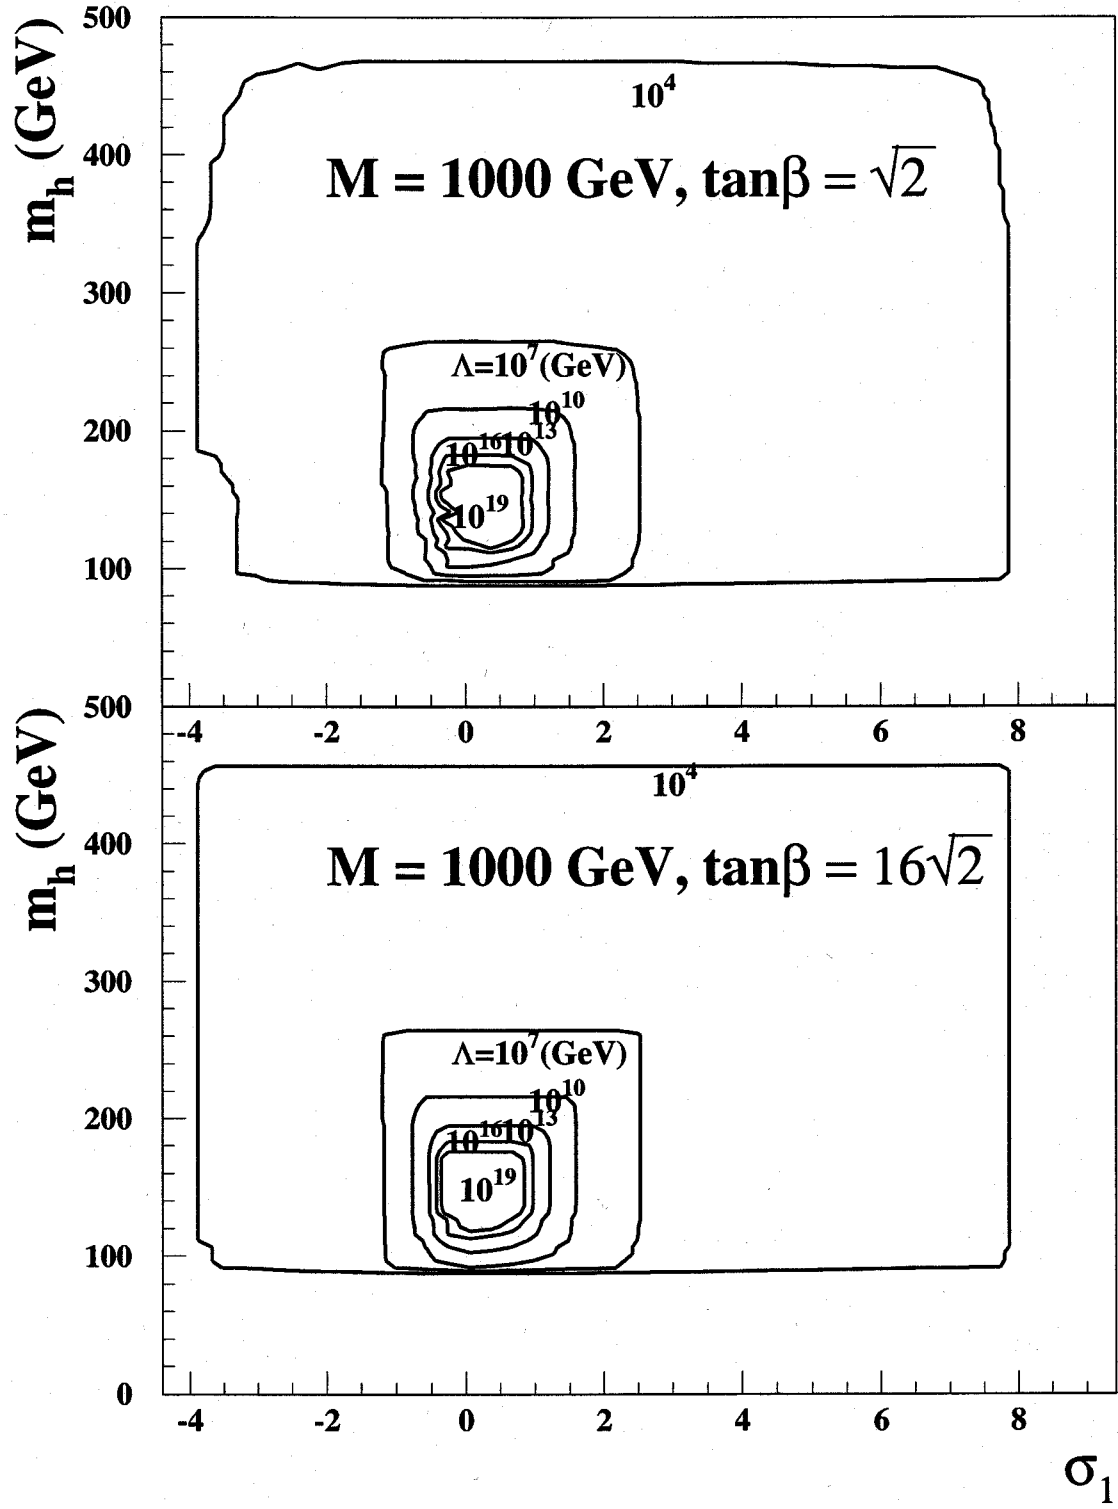 500
m_h (GeV)
10^4
400
M = 1000 GeV, tanβ = √2
300
Λ=10^7(GeV)
10^10
200
10^16 10^13
10^19
100
500
-4 -2 0 2 4 6 8
m_h (GeV)
10^4
400
M = 1000 GeV, tanβ = 16√2
300
Λ=10^7(GeV)
10^10
200
10^16 10^13
10^19
100
0
-4 -2 0 2 4 6 8
σ_1